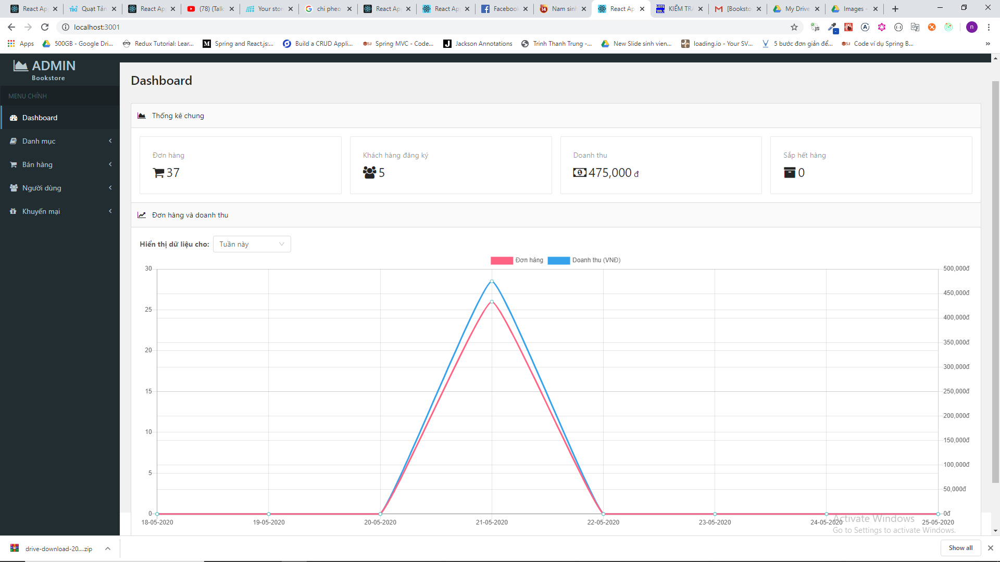 React Ap
tiki Quạt Tản
React Ap
(78) (Talk
Your stor
chi pheo
React Ap
React Ap
Facebook
Nam sinh
React Ap
KIỂM TRA
[Booksto
My Drive
Images -
localhost:3001
Apps
500GB - Google Dri...
Redux Tutorial: Lear...
Spring and React.js:...
Build a CRUD Appli...
Spring MVC - Code...
Jackson Annotations
Trinh Thanh Trung -...
New Slide sinh vien...
loading.io - Your SV...
5 bước đơn giản để...
Code ví dụ Spring B...
»
ADMIN
Bookstore
MENU CHÍNH
Dashboard
Danh mục
Bán hàng
Người dùng
Khuyến mại
Dashboard
Thống kê chung
Đơn hàng
37
Khách hàng đăng ký
5
Doanh thu
475,000 đ
Sắp hết hàng
0
Đơn hàng và doanh thu
Hiển thị dữ liệu cho: Tuần này
Đơn hàng Doanh thu (VNĐ)
30
25
20
15
10
5
0
500,000đ
450,000đ
400,000đ
350,000đ
300,000đ
250,000đ
200,000đ
150,000đ
100,000đ
50,000đ
0đ
18-05-2020 19-05-2020 20-05-2020 21-05-2020 22-05-2020 23-05-2020 24-05-2020 25-05-2020
Activate Windows
Go to Settings to activate Windows.
drive-download-20....zip
Show all